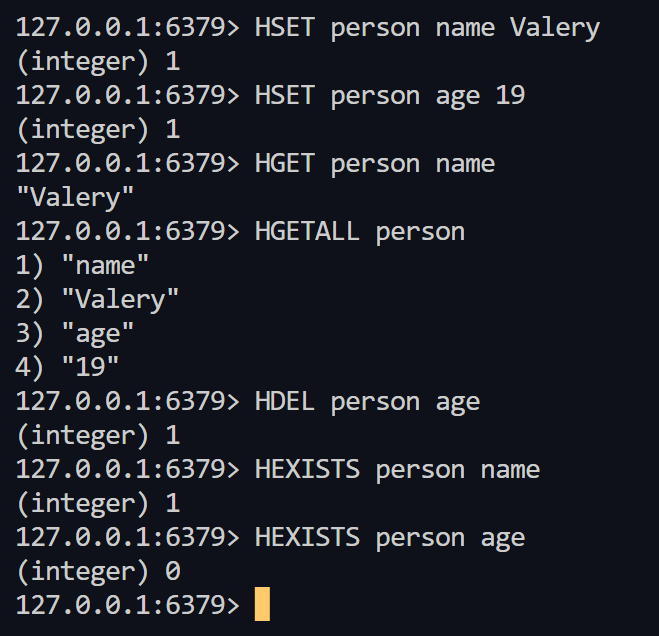 127.0.0.1:6379> HSET person name Valery
(integer) 1
127.0.0.1:6379> HSET person age 19
(integer) 1
127.0.0.1:6379> HGET person name
"Valery"
127.0.0.1:6379> HGETALL person
1) "name"
2) "Valery"
3) "age"
4) "19"
127.0.0.1:6379> HDEL person age
(integer) 1
127.0.0.1:6379> HEXISTS person name
(integer) 1
127.0.0.1:6379> HEXISTS person age
(integer) 0
127.0.0.1:6379>